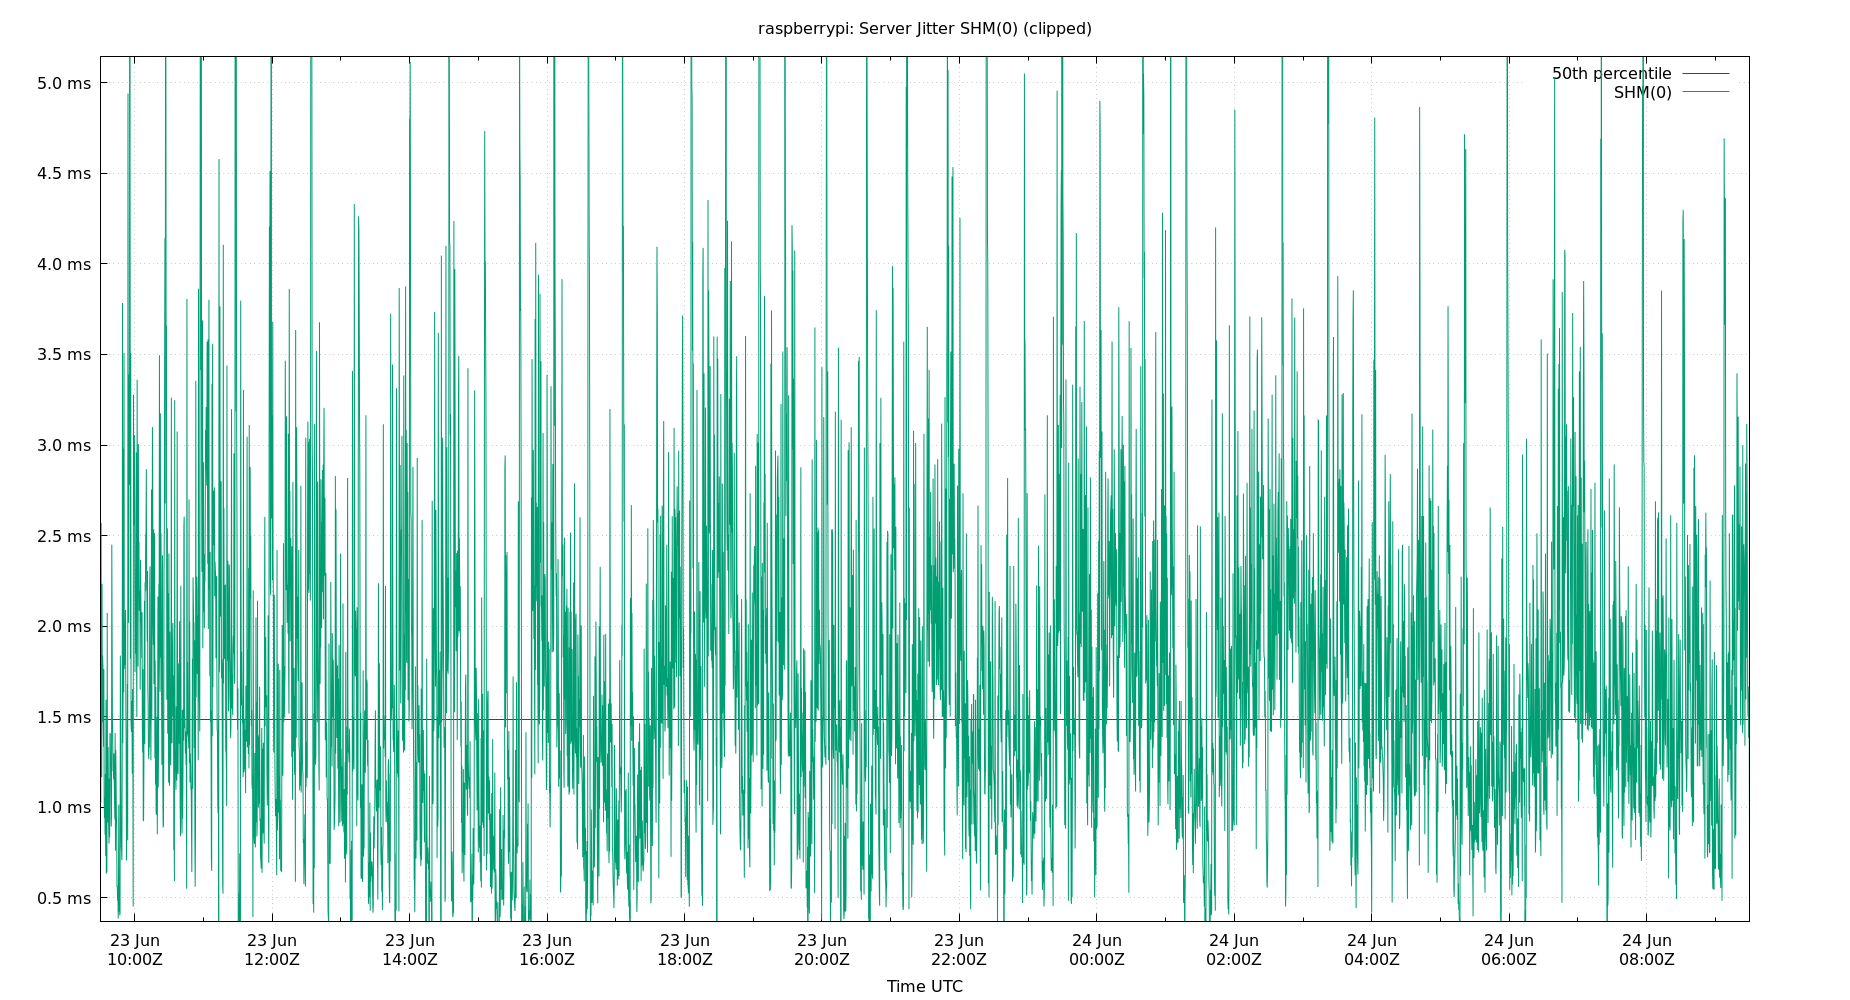 raspberrypi: Server Jitter SHM(0) (clipped)
50th percentile
SHM(0)
5.0 ms
4.5 ms
4.0 ms
3.5 ms
3.0 ms
2.5 ms
2.0 ms
1.5 ms
1.0 ms
0.5 ms
23 Jun 23 Jun 23 Jun 23 Jun 23 Jun 23 Jun 23 Jun 24 Jun 24 Jun 24 Jun 24 Jun 24 Jun
10:00Z 12:00Z 14:00Z 16:00Z 18:00Z 20:00Z 22:00Z 00:00Z 02:00Z 04:00Z 06:00Z 08:00Z
Time UTC